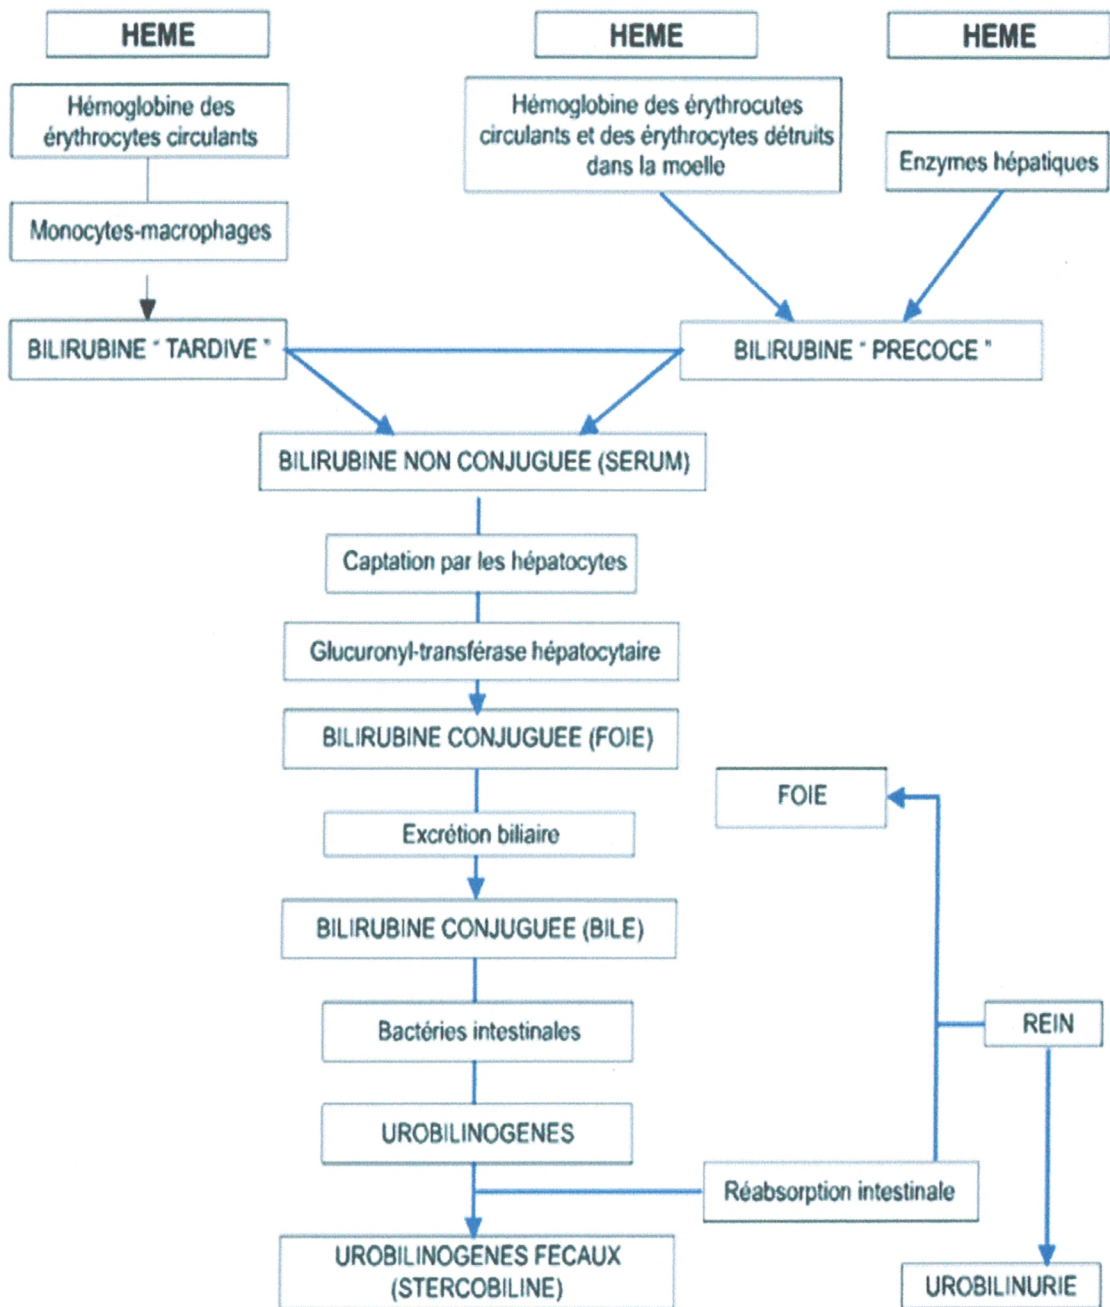 HEME
HEME
HEME
Hémoglobine des
érythrocytes circulants
Hémoglobine des érythrocutes
circulants et des érythrocytes détruits
dans la moelle
Enzymes hépatiques
Monocytes-macrophages
BILIRUBINE " TARDIVE "
BILIRUBINE " PRECOCE "
BILIRUBINE NON CONJUGUEE (SERUM)
Captation par les hépatocytes
Glucuronyl-transférase hépatocytaire
BILIRUBINE CONJUGUEE (FOIE)
FOIE
Excrétion biliaire
BILIRUBINE CONJUGUEE (BILE)
Bactéries intestinales
REIN
UROBILINOGENES
Réabsorption intestinale
UROBILINOGENES FECAUX
(STERCOBILINE)
UROBILINURIE